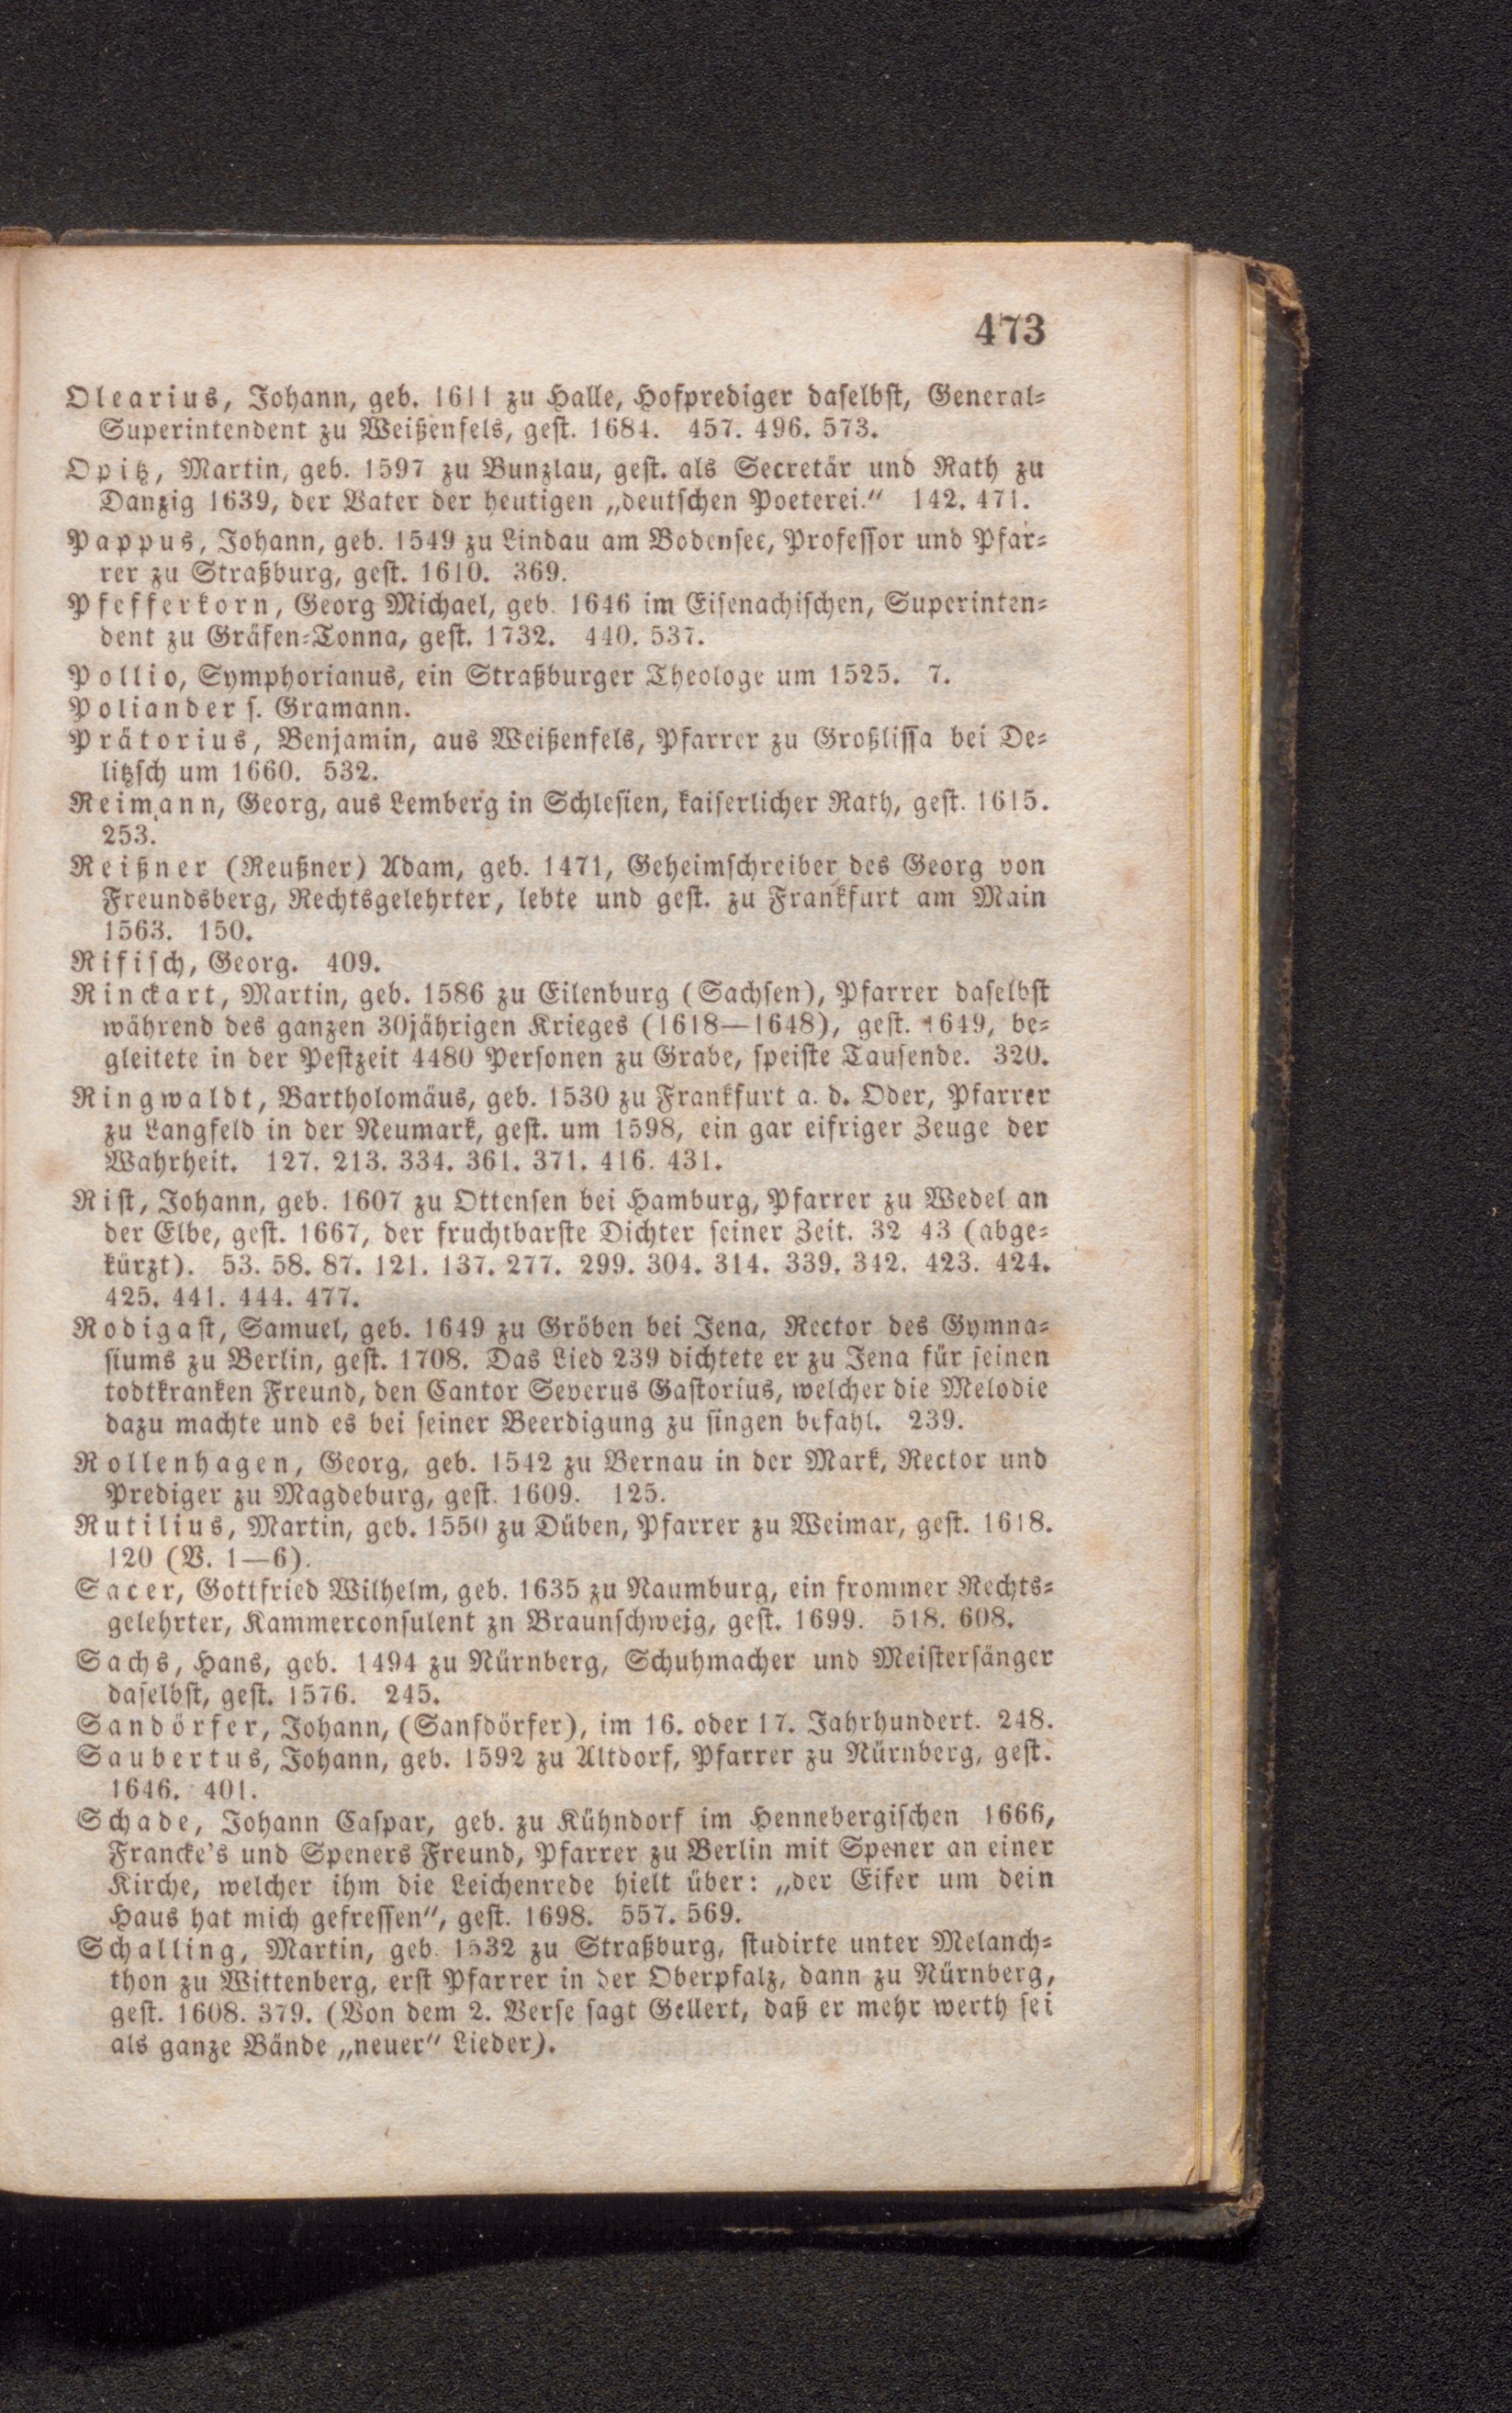 473
Olearius, Johann, geb. 1611 zu Halle, Hofprediger daselbst, General-
Superintendent zu Weißenfels, gest. 1684. 457. 496. 573.
Opitz, Martin, geb. 1597 zu Bunzlau, gest. als Secretär und Rath zu
Danzig 1639, der Vater der heutigen „deutschen Poeterei.“ 142. 471.
Pappus, Johann, geb. 1549 zu Lindau am Bodensee, Professor und Pfar-
rer zu Straßburg, gest. 1610. 369.
Pfefferkorn, Georg Michael, geb. 1646 im Eisenachischen, Superinten-
dent zu Gräfen-Tonna, gest. 1732. 440. 537.
Pollio, Symphorianus, ein Straßburger Theologe um 1525. 7.
Poliander s. Gramann.
Prätorius, Benjamin, aus Weißenfels, Pfarrer zu Großlissa bei De-
litzsch um 1660. 532.
Reimann, Georg, aus Lemberg in Schlesien, kaiserlicher Rath, gest. 1615.
253.
Reißner (Reußner) Adam, geb. 1471, Geheimschreiber des Georg von
Freundsberg, Rechtsgelehrter, lebte und gest. zu Frankfurt am Main
1563. 150.
Rifisch, Georg. 409.
Rinckart, Martin, geb. 1586 zu Eilenburg (Sachsen), Pfarrer daselbst
während des ganzen 30jährigen Krieges (1618—1648), gest. 1649, be-
gleitete in der Pestzeit 4480 Personen zu Grabe, speiste Tausende. 320.
Ringwaldt, Bartholomäus, geb. 1530 zu Frankfurt a. d. Oder, Pfarrer
zu Langfeld in der Neumark, gest. um 1598, ein gar eifriger Zeuge der
Wahrheit. 127. 213. 334. 361. 371. 416. 431.
Rist, Johann, geb. 1607 zu Ottensen bei Hamburg, Pfarrer zu Wedel an
der Elbe, gest. 1667, der fruchtbarste Dichter seiner Zeit. 32 43 (abge-
kürzt). 53. 58. 87. 121. 137. 277. 299. 304. 314. 339. 342. 423. 424.
425. 441. 444. 477.
Rodigast, Samuel, geb. 1649 zu Gröben bei Jena, Rector des Gymna-
siums zu Berlin, gest. 1708. Das Lied 239 dichtete er zu Jena für seinen
todtkranken Freund, den Cantor Severus Gastorius, welcher die Melodie
dazu machte und es bei seiner Beerdigung zu singen befahl. 239.
Rollenhagen, Georg, geb. 1542 zu Bernau in der Mark, Rector und
Prediger zu Magdeburg, gest. 1609. 125.
Rutilius, Martin, geb. 1550 zu Düben, Pfarrer zu Weimar, gest. 1618.
120 (V. 1—6).
Sacer, Gottfried Wilhelm, geb. 1635 zu Naumburg, ein frommer Rechts-
gelehrter, Kammerconsulent zn Braunschweig, gest. 1699. 518. 608.
Sachs, Hans, geb. 1494 zu Nürnberg, Schuhmacher und Meistersänger
daselbst, gest. 1576. 245.
Sandörfer, Johann, (Sanfdörfer), im 16. oder 17. Jahrhundert. 248.
Saubertus, Johann, geb. 1592 zu Altdorf, Pfarrer zu Nürnberg, gest.
1646. 401.
Schade, Johann Caspar, geb. zu Kühndorf im Hennebergischen 1666,
Francke's und Speners Freund, Pfarrer zu Berlin mit Spener an einer
Kirche, welcher ihm die Leichenrede hielt über: „der Eifer um dein
Haus hat mich gefressen“, gest. 1698. 557. 569.
Schalling, Martin, geb. 1532 zu Straßburg, studirte unter Melanch-
thon zu Wittenberg, erst Pfarrer in der Oberpfalz, dann zu Nürnberg,
gest. 1608. 379. (Von dem 2. Verse sagt Gellert, daß er mehr werth sei
als ganze Bände „neuer“ Lieder).